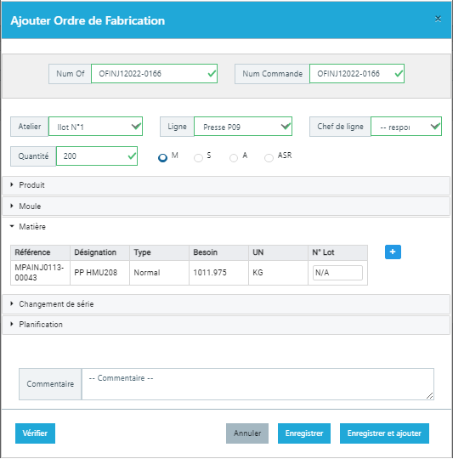 Ajouter Ordre de Fabrication ×
Num Of OFINJ12022-0166 Num Commande OFINJ12022-0166
Atelier Ilot N°1 Ligne Presse P09 Chef de ligne -- respoi
Quantité 200 M S A ASR
Produit
Moule
Matière
Référence Désignation Type Besoin UN N° Lot +
MPAINJ0113-
00043 PP HMU208 Normal 1011.975 KG N/A
Changement de série
Planification
Commentaire -- Commentaire --
Vérifier Annuler Enregistrer Enregistrer et ajouter